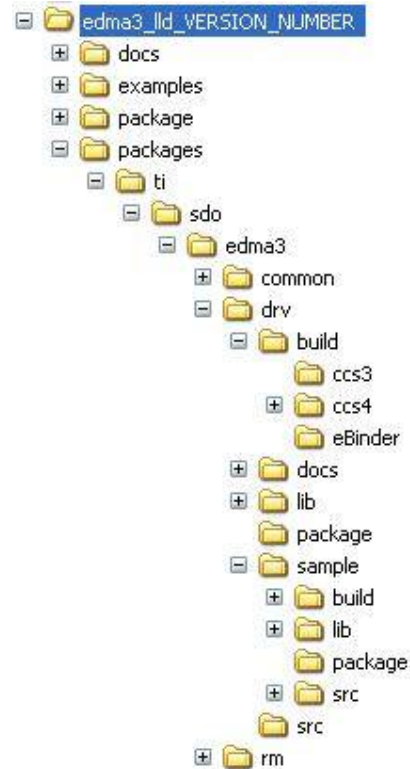 edma3_lld_VERSION_NUMBER
docs
examples
package
packages
ti
sdo
edma3
common
drv
build
ccs3
ccs4
eBinder
docs
lib
package
sample
build
lib
package
src
src
rm